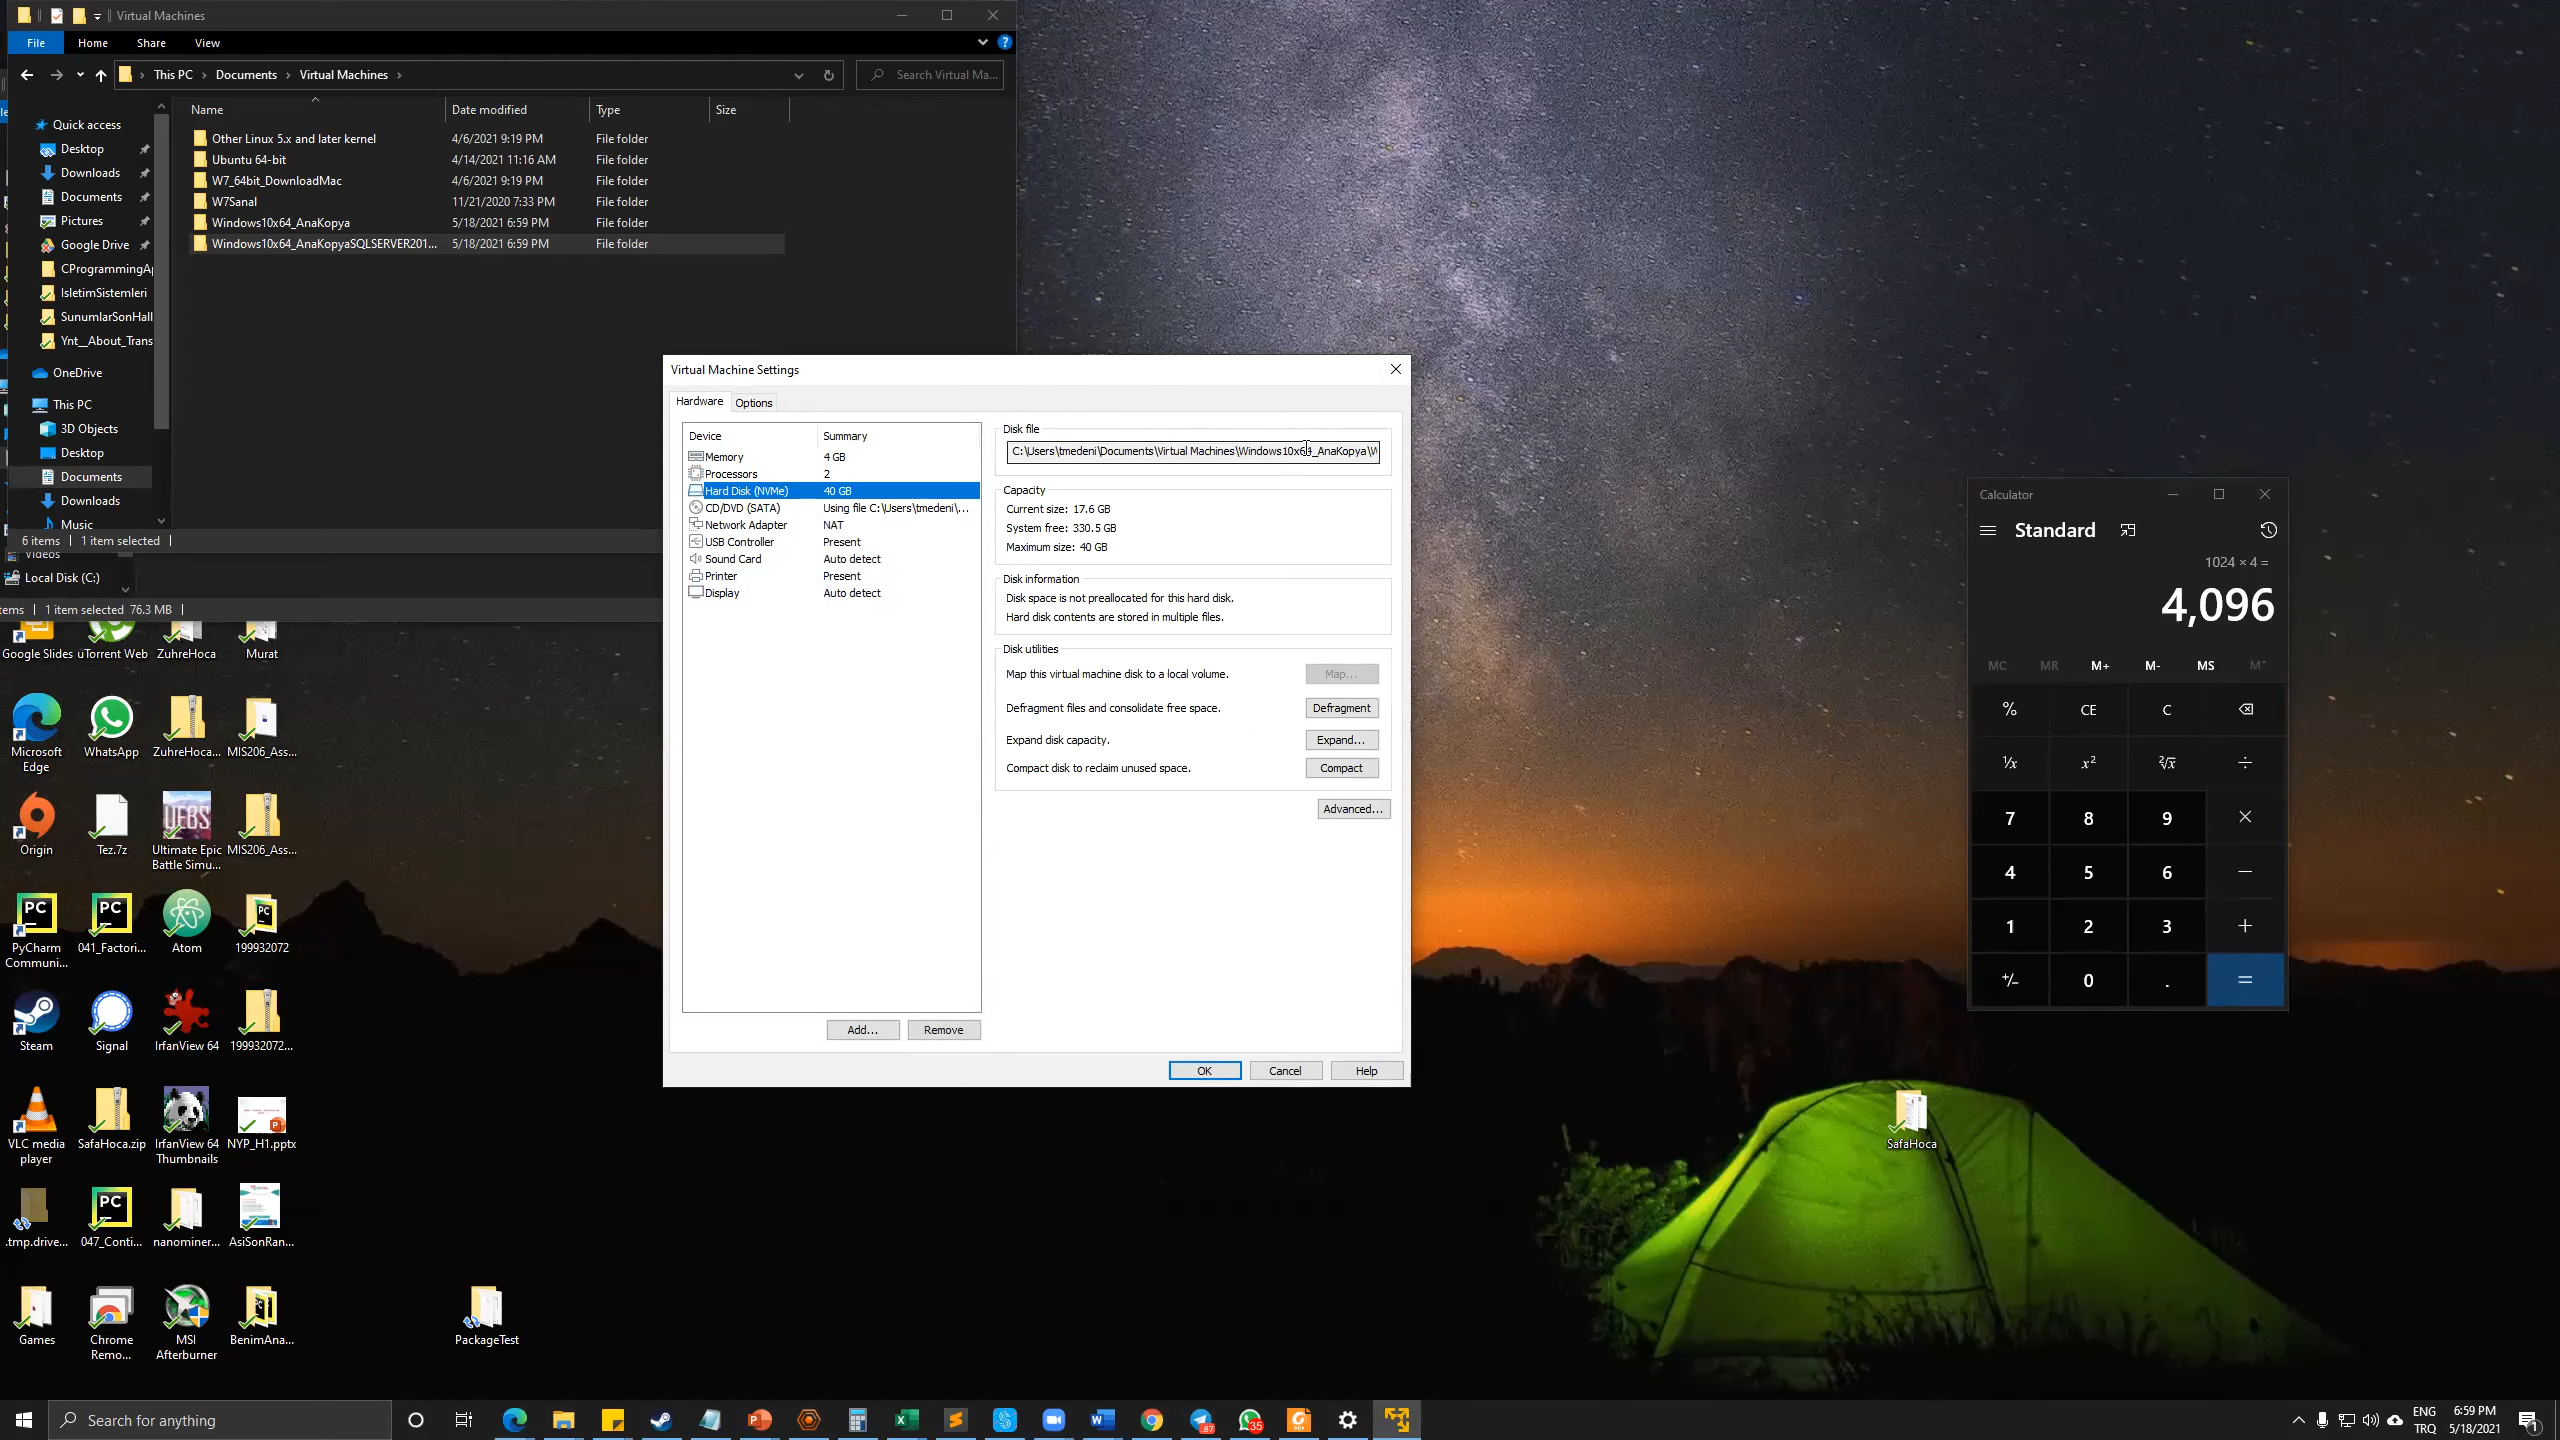 Virtual Machines
File
Home
Share
View
This PC
Documents
Virtual Machines
Search Virtual Ma...
Name
Date modified
Type
Size
Quick access
Desktop
Downloads
Documents
Pictures
Google Drive
CProgrammingAp
IsletimSistemleri
SunumlarSonHall
Ynt__About_Trans
OneDrive
This PC
3D Objects
Desktop
Documents
Downloads
Music
Other Linux 5.x and later kernel 4/6/2021 9:19 PM File folder
Ubuntu 64-bit 4/14/2021 11:16 AM File folder
W7_64bit_DownloadMac 4/6/2021 9:19 PM File folder
W7Sanal 11/21/2020 7:33 PM File folder
Windows10x64_AnaKopya 5/18/2021 6:59 PM File folder
Windows10x64_AnaKopyaSQLSERVER201... 5/18/2021 6:59 PM File folder
6 items
1 item selected
Videos
Local Disk (C:)
tems
1 item selected 76.3 MB
Virtual Machine Settings
Hardware
Options
Device
Summary
Memory 4 GB
Processors 2
Hard Disk (NVMe) 40 GB
CD/DVD (SATA) Using file C:\Users\tmedeni\...
Network Adapter NAT
USB Controller Present
Sound Card Auto detect
Printer Present
Display Auto detect
Add...
Remove
Disk file
C:\Users\tmedeni\Documents\Virtual Machines\Windows10x64_AnaKopya\W
Capacity
Current size: 17.6 GB
System free: 330.5 GB
Maximum size: 40 GB
Disk information
Disk space is not preallocated for this hard disk.
Hard disk contents are stored in multiple files.
Disk utilities
Map this virtual machine disk to a local volume.
Map...
Defragment files and consolidate free space.
Defragment
Expand disk capacity.
Expand...
Compact disk to reclaim unused space.
Compact
Advanced...
OK
Cancel
Help
Calculator
Standard
1024 × 4 =
4,096
MC MR M+ M- MS M˅
% CE C
¹/x x² ²√x ÷
7 8 9 ×
4 5 6 −
1 2 3 +
+/− 0 . =
Google Slides
uTorrent Web
ZuhreHoca
Murat
Microsoft
Edge
WhatsApp
ZuhreHoca...
MIS206_Ass...
Origin
Tez.7z
UEBS
Ultimate Epic
Battle Simu...
MIS206_Ass...
PC
PyCharm
Communi...
PC
041_Factori...
Atom
PC
199932072
Steam
Signal
IrfanView 64
199932072...
VLC media
player
SafaHoca.zip
IrfanView 64
Thumbnails
NYP_H1.pptx
.tmp.drive...
PC
047_Conti...
nanominer...
AsiSonRan...
Games
Chrome
Remo...
MSI
Afterburner
BenimAna...
PackageTest
SafaHoca
Search for anything
87
35
ENG
TRQ
6:59 PM
5/18/2021
1